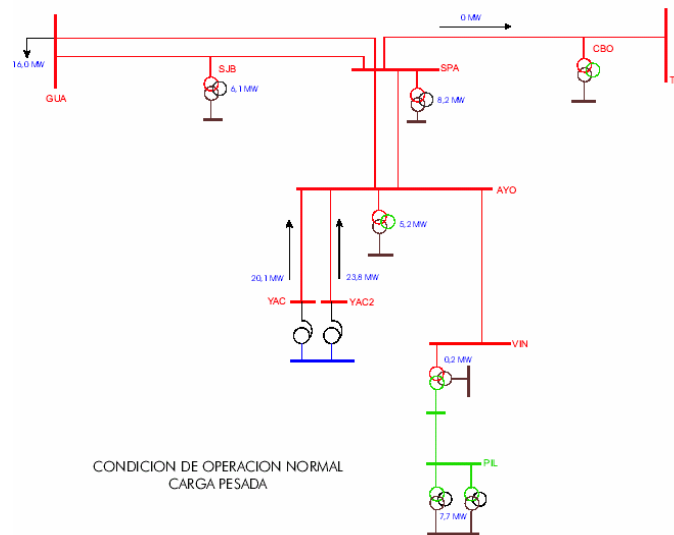 0 MW
CBO
16,0 MW
SJB
SPA
T
6,1 MW
8,2 MW
GUA
AYO
5,2 MW
20,1 MW
23,8 MW
YAC
YAC2
VIN
0,2 MW
CONDICION DE OPERACION NORMAL
CARGA PESADA
PIL
7,7 MW